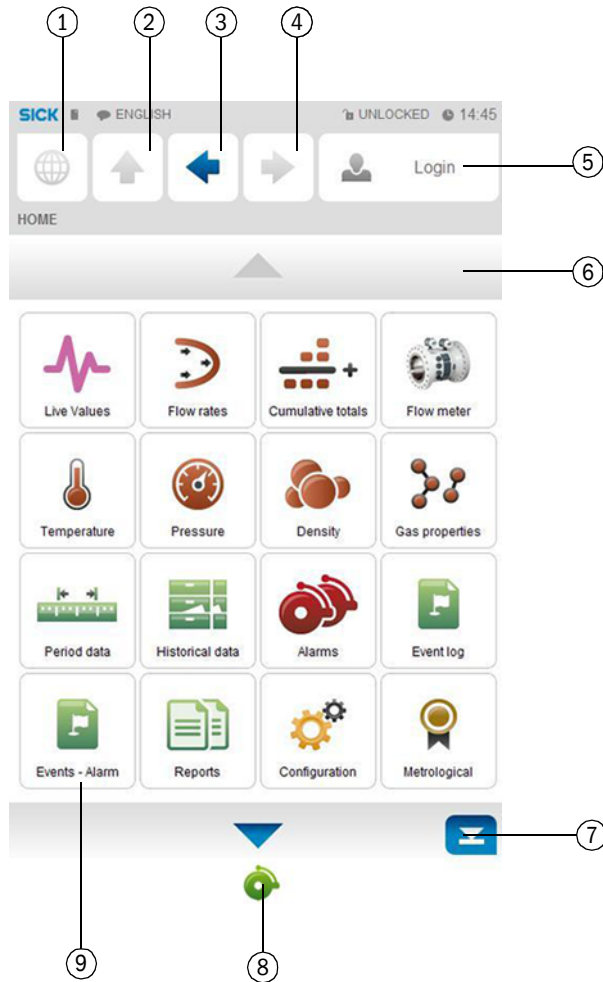 1 2 3 4
SICK ENGLISH UNLOCKED 14:45
Login 5
HOME
6
Live Values Flow rates Cumulative totals Flow meter
Temperature Pressure Density Gas properties
Period data Historical data Alarms Event log
Events - Alarm Reports Configuration Metrological
7
9 8